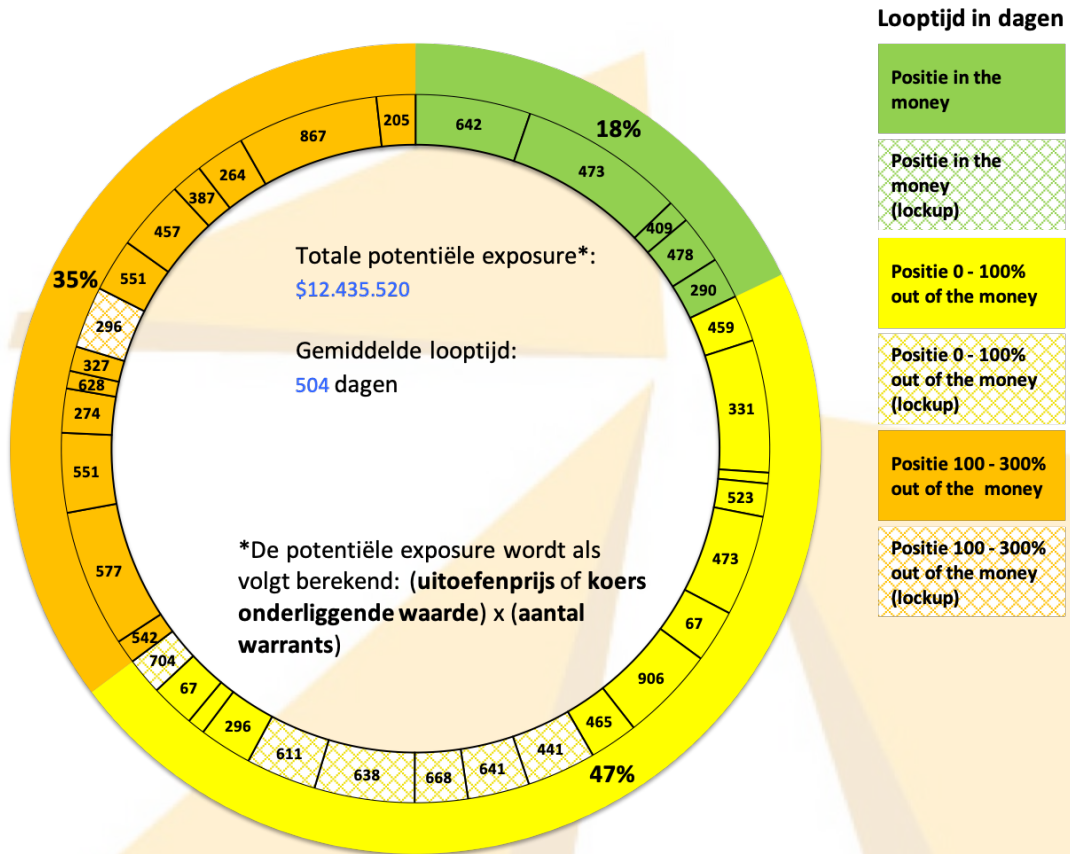 Looptijd in dagen
Positie in the
money
Positie in the
money
(lockup)
Positie 0 - 100%
out of the money
Positie 0 - 100%
out of the money
(lockup)
Positie 100 - 300%
out of the money
Positie 100 - 300%
out of the money
(lockup)
18%
47%
35%
642
473
409
478
290
459
331
523
473
67
906
465
441
641
668
638
611
296
67
704
542
577
551
274
628
327
296
551
457
387
264
867
205
Totale potentiële exposure*:
$12.435.520
Gemiddelde looptijd:
504 dagen
*De potentiële exposure wordt als
volgt berekend: (uitoefenprijs of koers
onderliggende waarde) x (aantal
warrants)